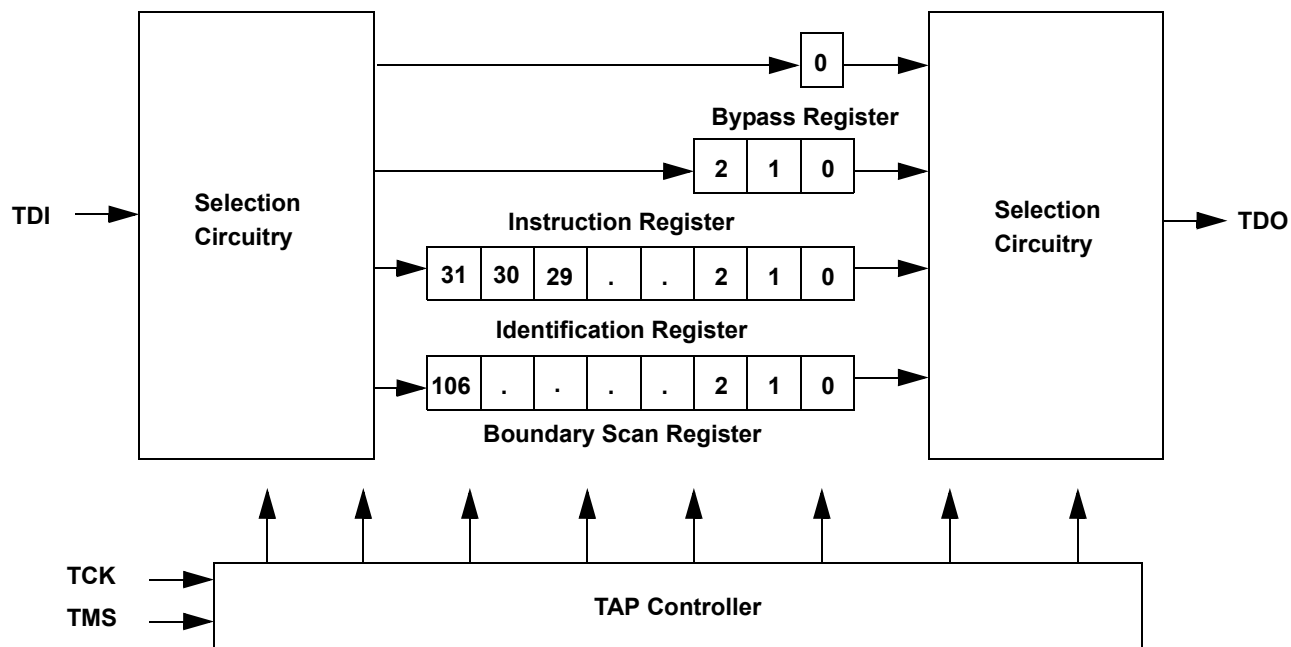 0
Bypass Register
2 1 0
TDI
Selection
Circuitry
Selection
Circuitry
TDO
Instruction Register
31 30 29 . . 2 1 0
Identification Register
106 . . . . 2 1 0
Boundary Scan Register
TCK
TMS
TAP Controller